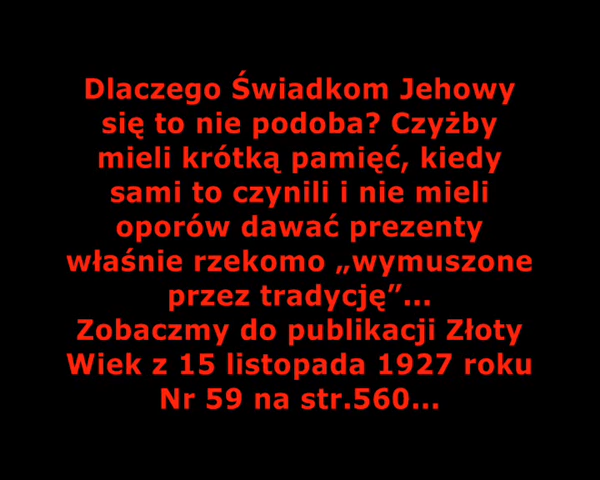 Dlaczego Świadkom Jehowy
się to nie podoba? Czyżby
mieli krótką pamięć, kiedy
sami to czynili i nie mieli
oporów dawać prezenty
właśnie rzekomo „wymuszone
przez tradycję”...
Zobaczmy do publikacji Złoty
Wiek z 15 listopada 1927 roku
Nr 59 na str.560...